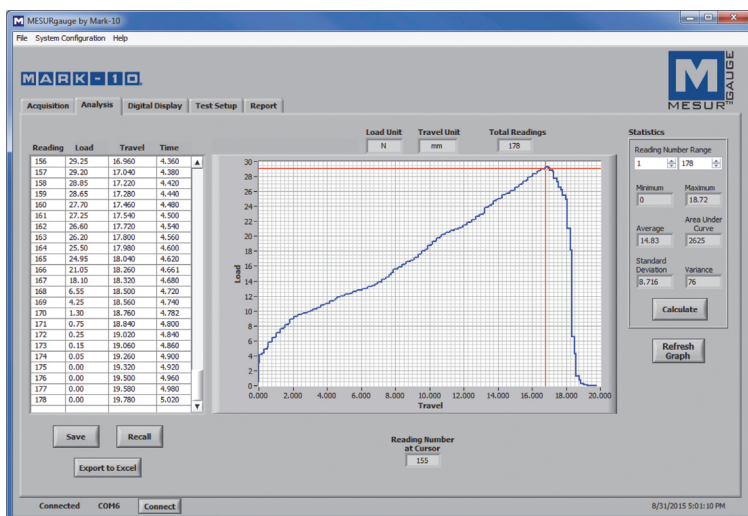 MESURgauge by Mark-10
File System Configuration Help
MARK-10
M
MESUR GAUGE
Acquisition Analysis Digital Display Test Setup Report
Load Unit Travel Unit Total Readings
N mm 178
Reading Load Travel Time
156 29.25 16.960 4.360
157 29.20 17.040 4.380
158 28.85 17.220 4.420
159 28.65 17.280 4.440
160 27.70 17.460 4.480
161 27.25 17.540 4.500
162 26.60 17.720 4.540
163 26.20 17.800 4.560
164 25.50 17.980 4.600
165 24.95 18.040 4.620
166 21.05 18.260 4.661
167 18.10 18.320 4.680
168 6.55 18.500 4.720
169 4.25 18.560 4.740
170 1.30 18.760 4.782
171 0.75 18.840 4.800
172 0.25 19.020 4.840
173 0.15 19.060 4.860
174 0.05 19.260 4.900
175 0.00 19.320 4.920
176 0.00 19.500 4.960
177 0.00 19.580 4.980
178 0.00 19.780 5.020
Load
30
28
26
24
22
20
18
16
14
12
10
8
6
4
2
0
0.000 2.000 4.000 6.000 8.000 10.000 12.000 14.000 16.000 18.000 20.000
Travel
Statistics
Reading Number Range
1 178
Minimum Maximum
0 18.72
Average Area Under Curve
14.83 2625
Standard Deviation Variance
8.716 76
Calculate
Refresh
Graph
Save Recall
Export to Excel
Reading Number
at Cursor
155
Connected COM6 Connect 8/31/2015 5:01:10 PM